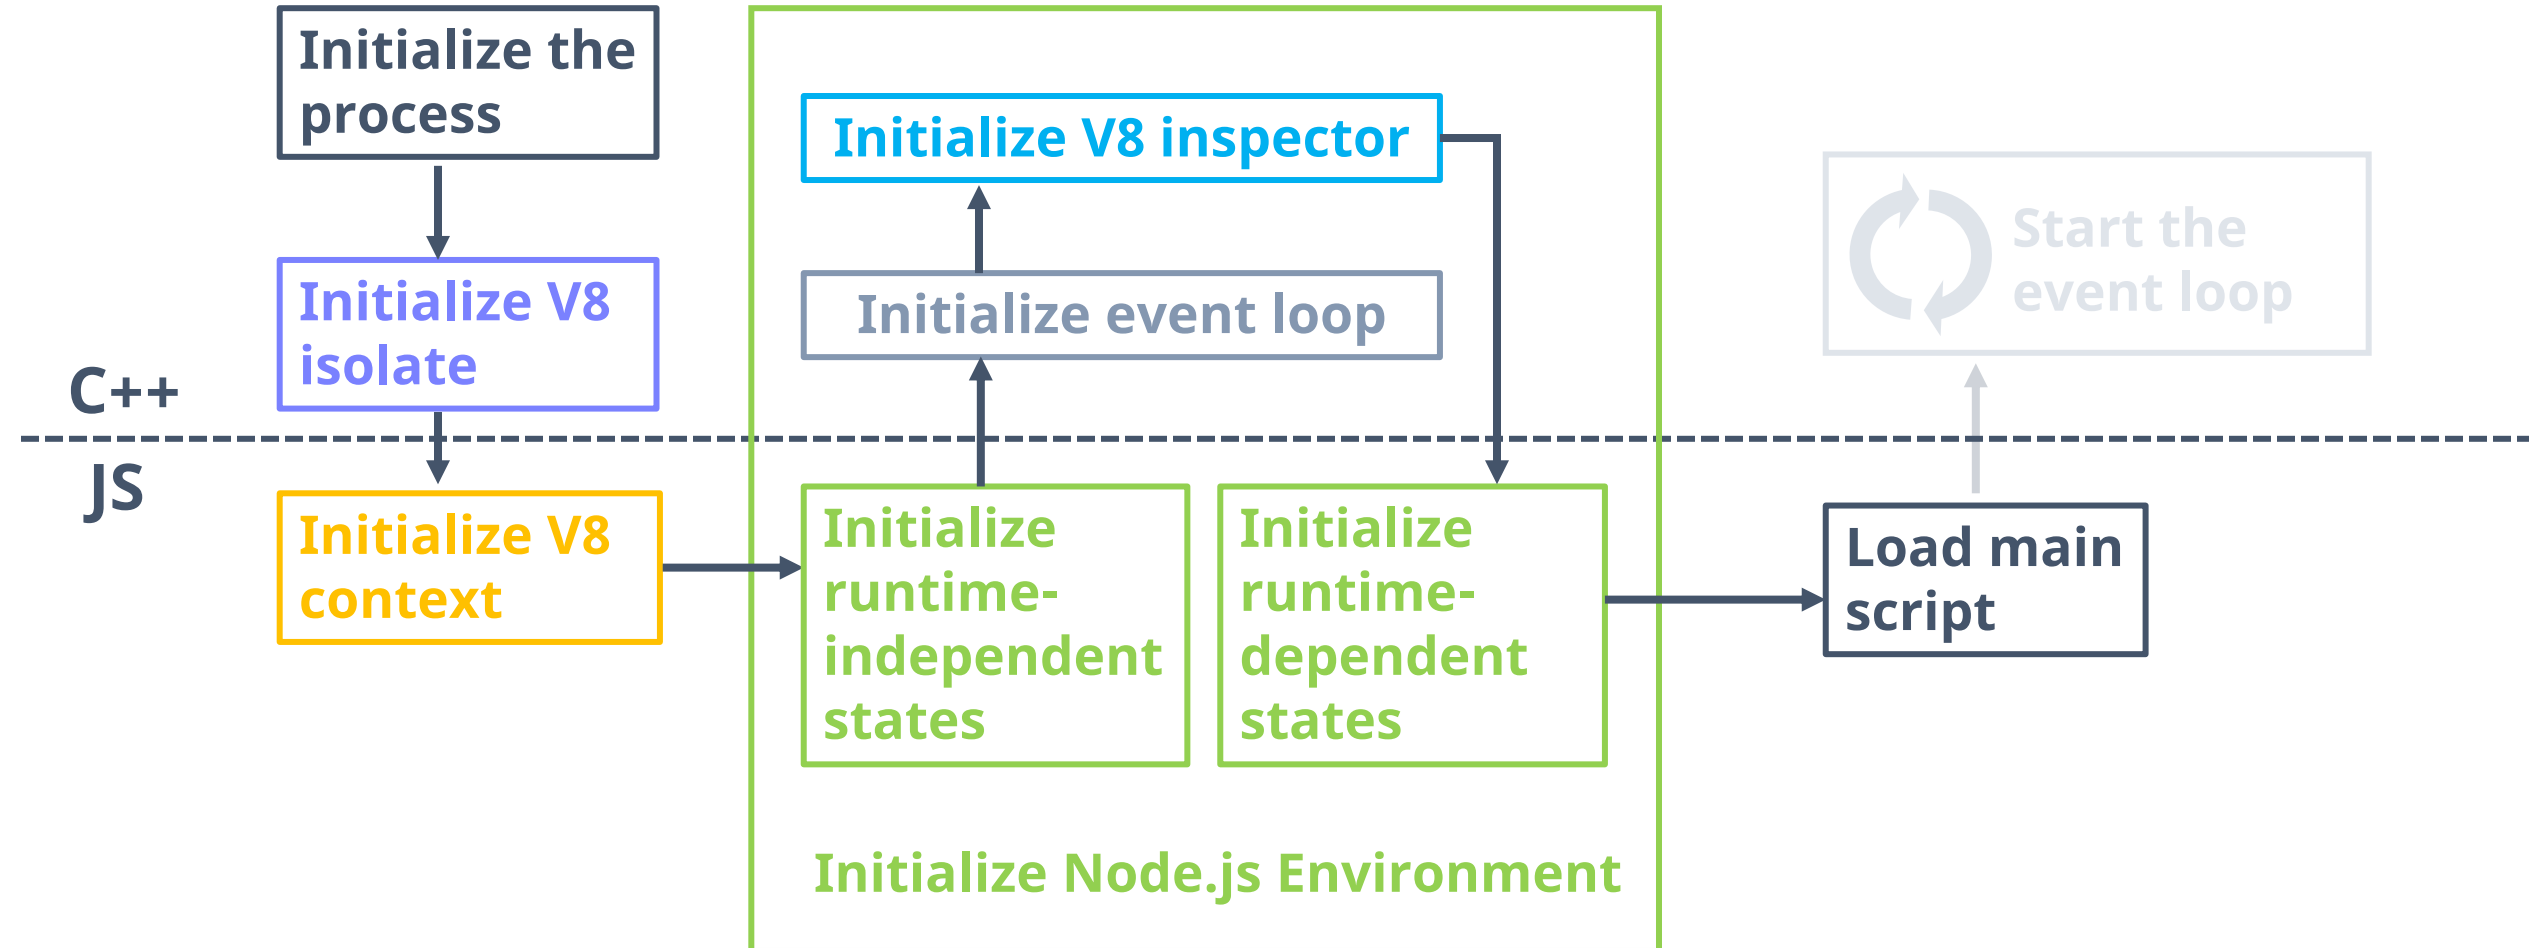 Initialize the
process
Initialize V8
isolate
C++
JS
Initialize V8
context
Initialize V8 inspector
Initialize event loop
Initialize
runtime-
independent
states
Initialize
runtime-
dependent
states
Initialize Node.js Environment
Start the
event loop
Load main
script